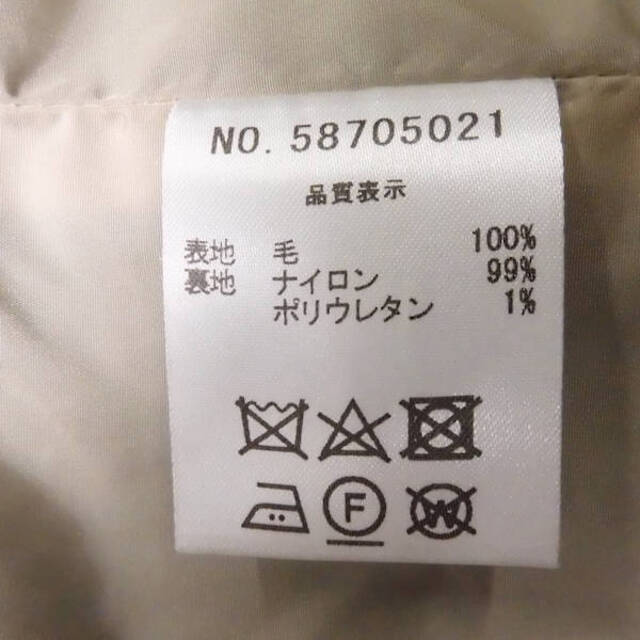 NO. 58705021
品質表示
表地 毛 100%
裏地 ナイロン 99%
ポリウレタン 1%
F W